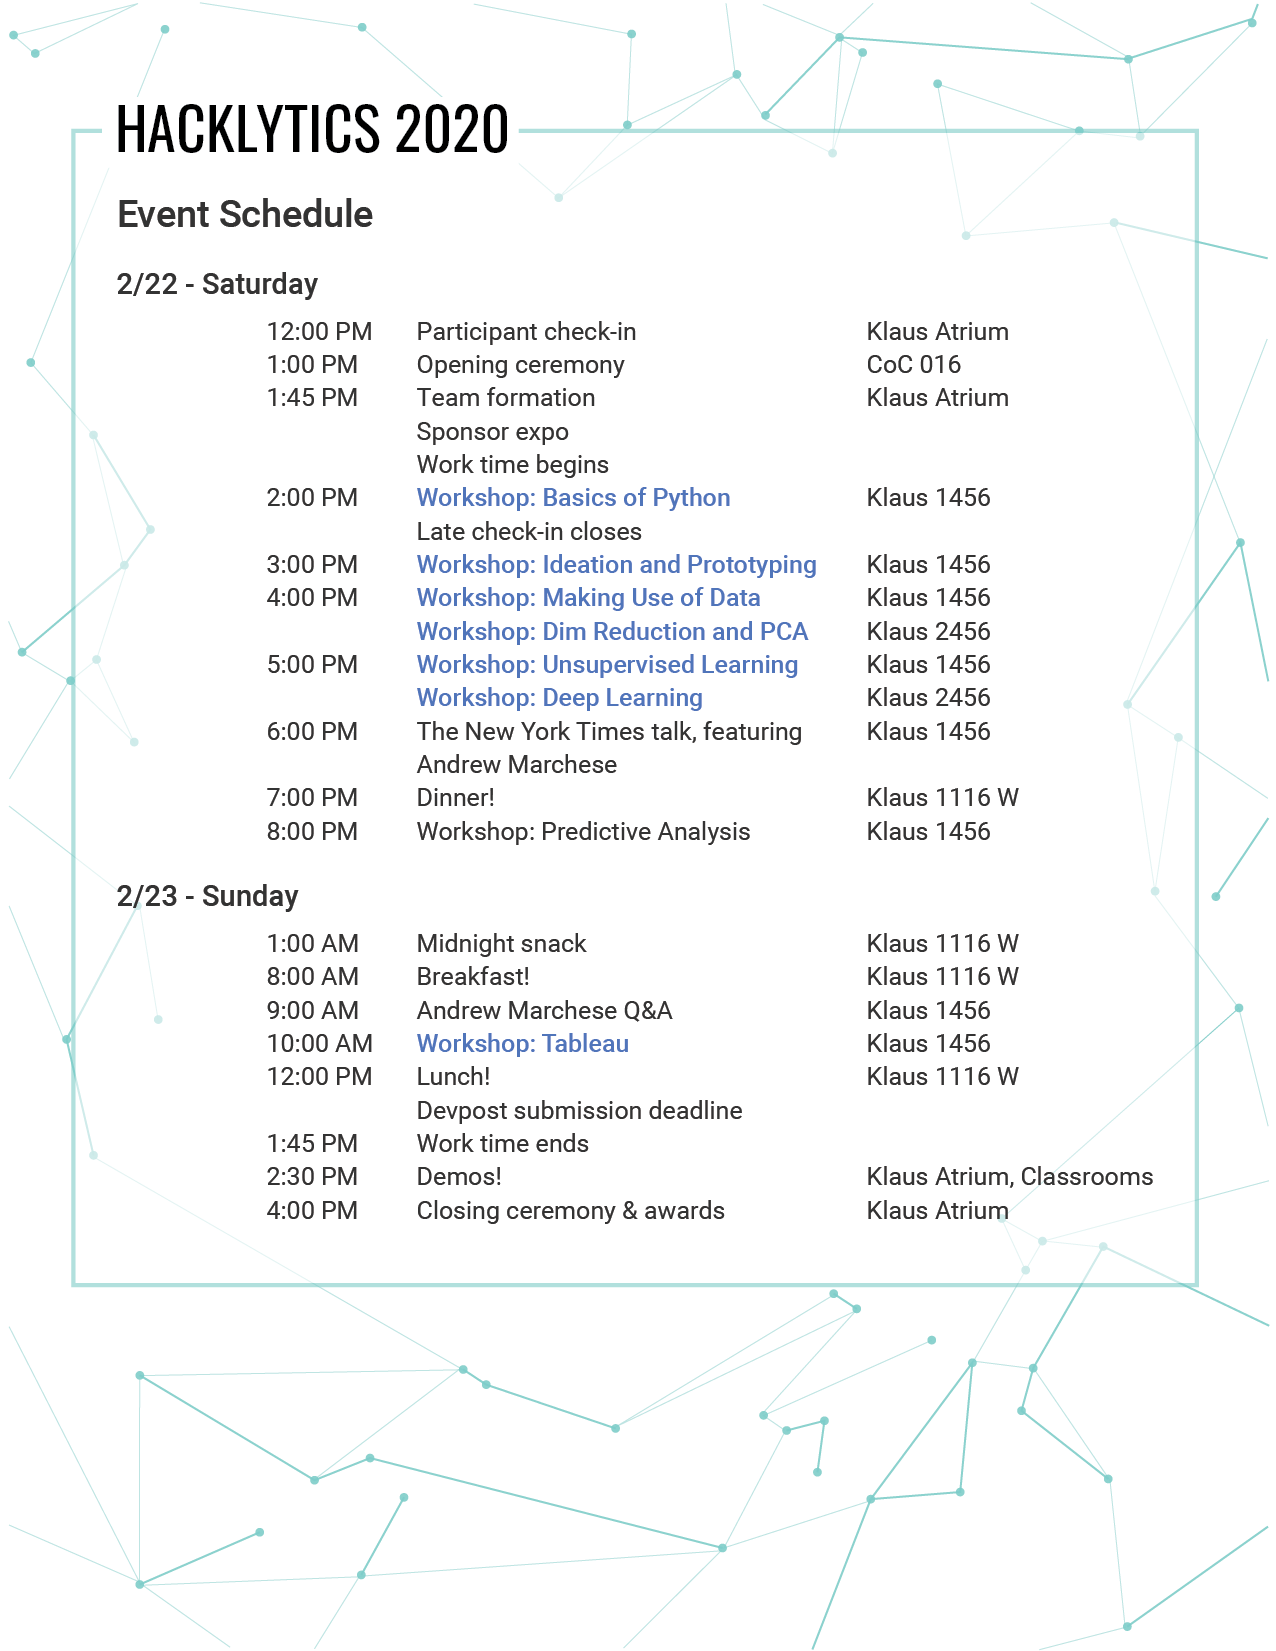 HACKLYTICS 2020
Event Schedule
2/22 - Saturday
12:00 PM Participant check-in Klaus Atrium
1:00 PM Opening ceremony CoC 016
1:45 PM Team formation Klaus Atrium
Sponsor expo
Work time begins
2:00 PM Workshop: Basics of Python Klaus 1456
Late check-in closes
3:00 PM Workshop: Ideation and Prototyping Klaus 1456
4:00 PM Workshop: Making Use of Data Klaus 1456
Workshop: Dim Reduction and PCA Klaus 2456
5:00 PM Workshop: Unsupervised Learning Klaus 1456
Workshop: Deep Learning Klaus 2456
6:00 PM The New York Times talk, featuring Klaus 1456
Andrew Marchese
7:00 PM Dinner! Klaus 1116 W
8:00 PM Workshop: Predictive Analysis Klaus 1456
2/23 - Sunday
1:00 AM Midnight snack Klaus 1116 W
8:00 AM Breakfast! Klaus 1116 W
9:00 AM Andrew Marchese Q&A Klaus 1456
10:00 AM Workshop: Tableau Klaus 1456
12:00 PM Lunch! Klaus 1116 W
Devpost submission deadline
1:45 PM Work time ends
2:30 PM Demos! Klaus Atrium, Classrooms
4:00 PM Closing ceremony & awards Klaus Atrium